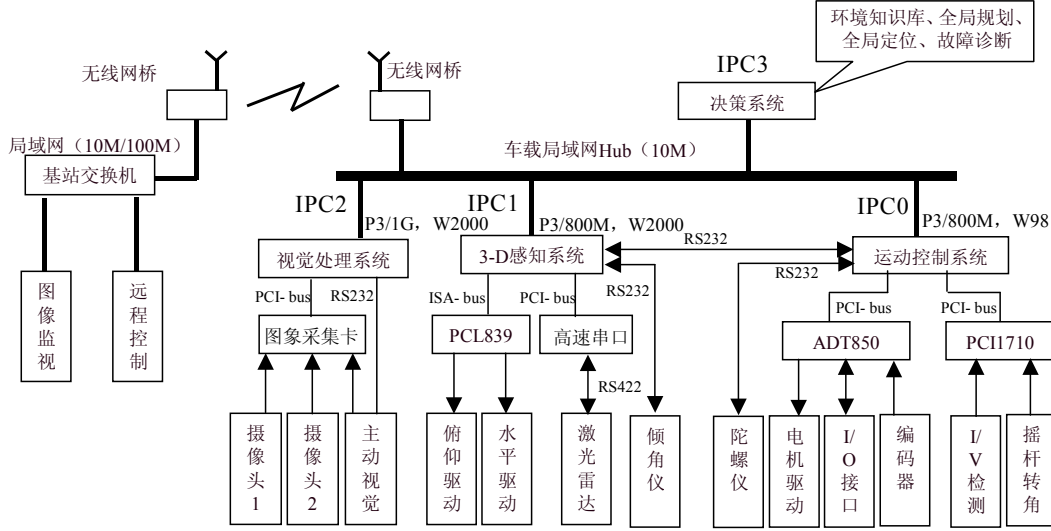 环境知识库、全局规划、
全局定位、故障诊断
IPC3
决策系统
无线网桥
无线网桥
局域网（10M/100M）
基站交换机
车载局域网Hub（10M）
IPC2
P3/1G，W2000
IPC1
P3/800M，W2000
IPC0
P3/800M，W98
视觉处理系统
3-D感知系统
RS232
运动控制系统
RS232
RS232
PCI- bus
RS232
ISA- bus
PCI- bus
PCI- bus
PCI- bus
图象采集卡
PCL839
高速串口
ADT850
PCI1710
RS422
图像监视
远程控制
摄像头1
摄像头2
主动视觉
俯仰驱动
水平驱动
激光雷达
倾角仪
陀螺仪
电机驱动
I/O接口
编码器
I/V检测
摇杆转角